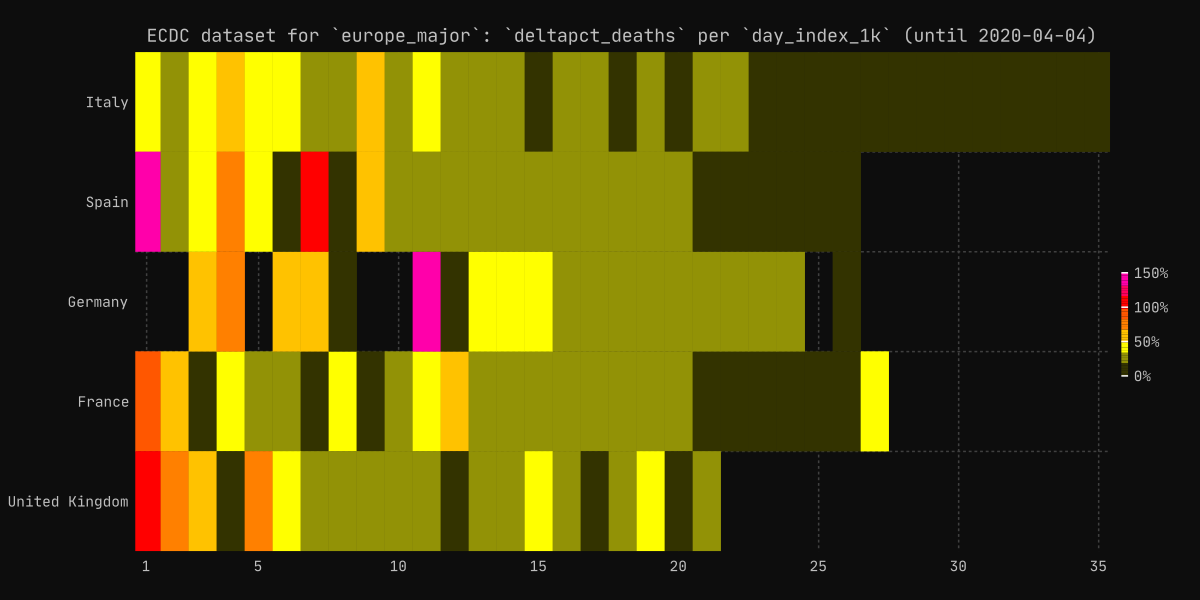 ECDC dataset for `europe_major`: `deltapct_deaths` per `day_index_1k` (until 2020-04-04)
Italy
Spain
Germany
France
United Kingdom
150%
100%
50%
0%
1 5 10 15 20 25 30 35